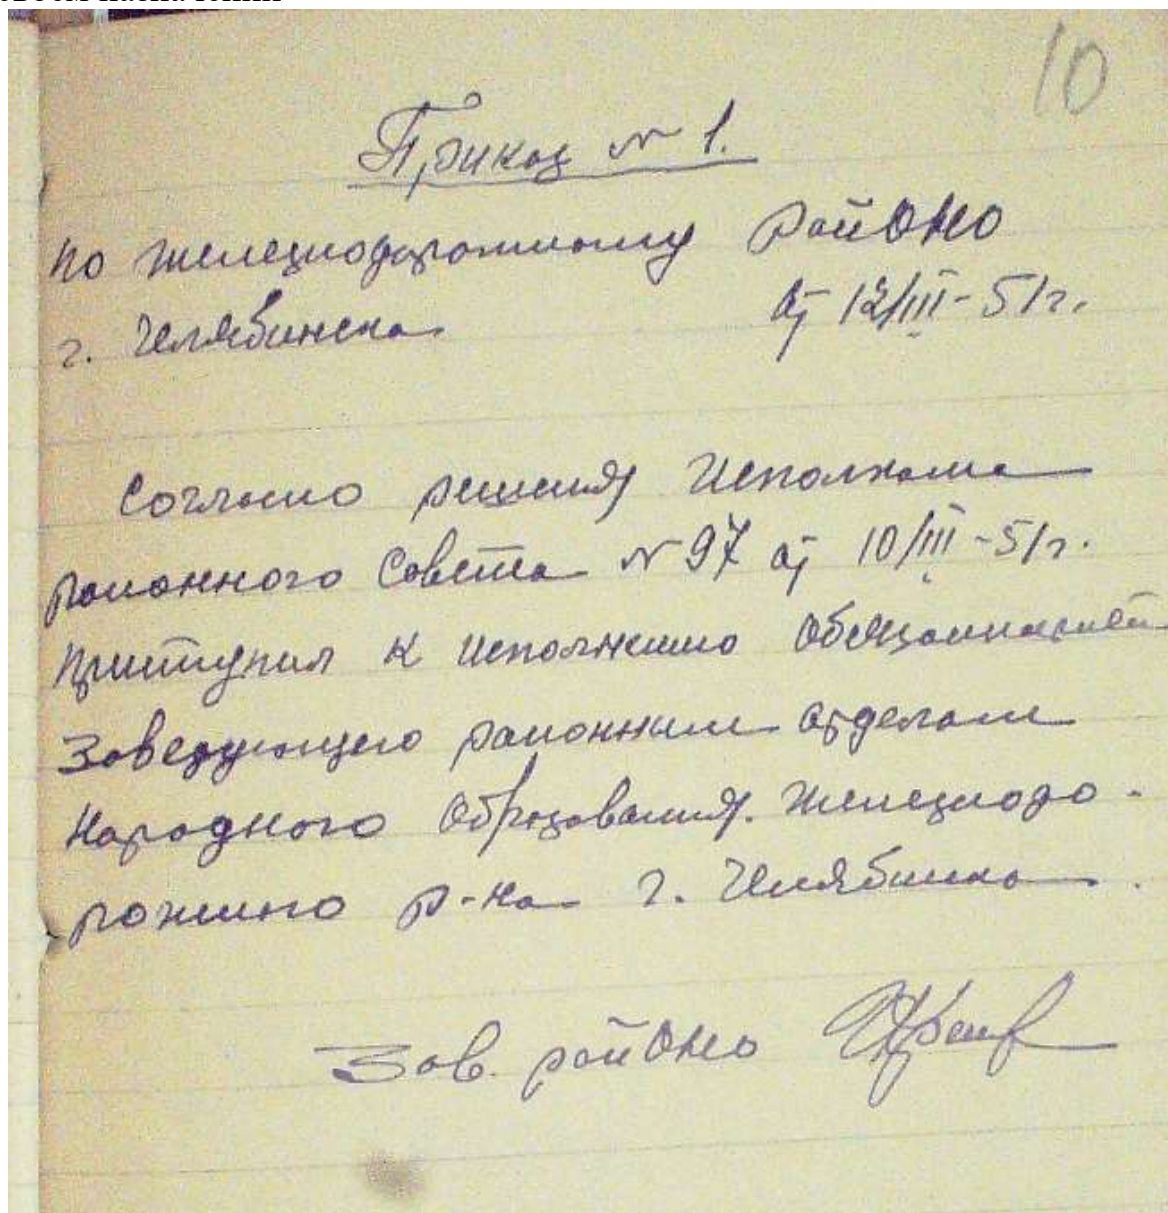 10
Приказ № 1.
по Железнодорожному РайОНО
г. Челябинска от 12/III-51г.
Согласно решения Исполкома
районного Совета № 97 от 10/III-51г.
Приступил к исполнению обязанностей
Заведующего районным отделом
Народного Образования. Железнодо-
рожного р-на г. Челябинска.
Зав. райОНО